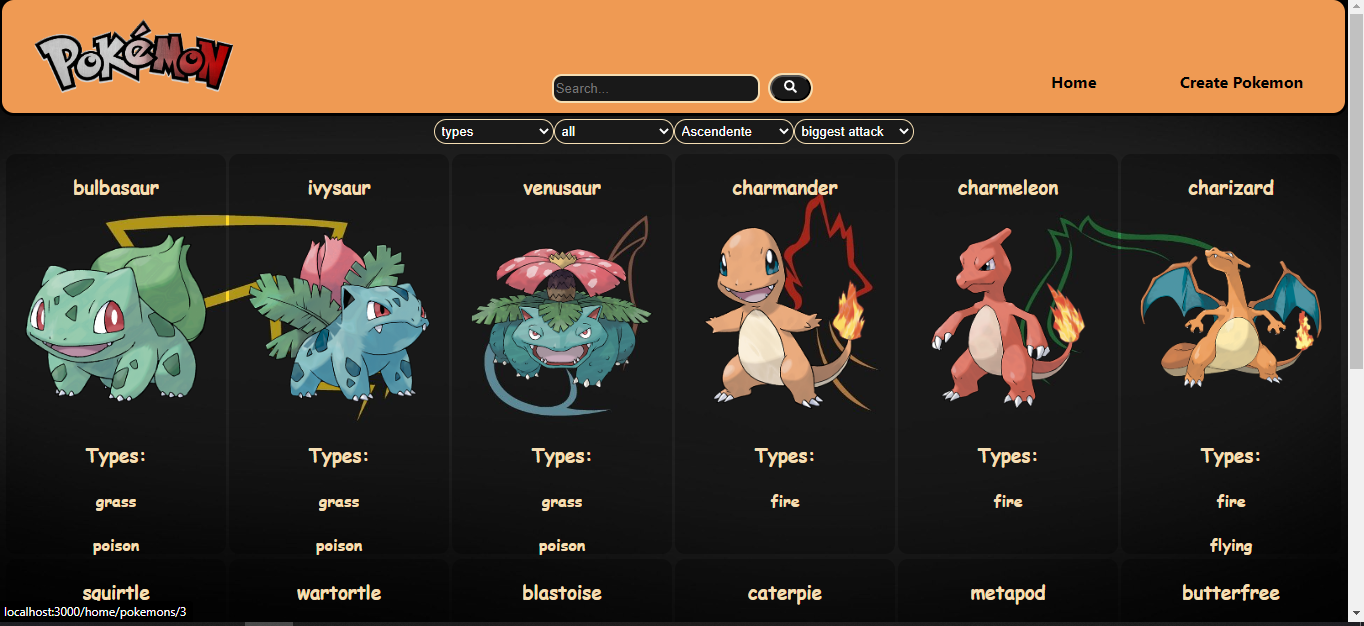 POKéMON
Search...
Home
Create Pokemon
types
all
Ascendente
biggest attack
bulbasaur
ivysaur
venusaur
charmander
charmeleon
charizard
Types:
Types:
Types:
Types:
Types:
Types:
grass
grass
grass
fire
fire
fire
poison
poison
poison
flying
squirtle
wartortle
blastoise
caterpie
metapod
butterfree
localhost:3000/home/pokemons/3